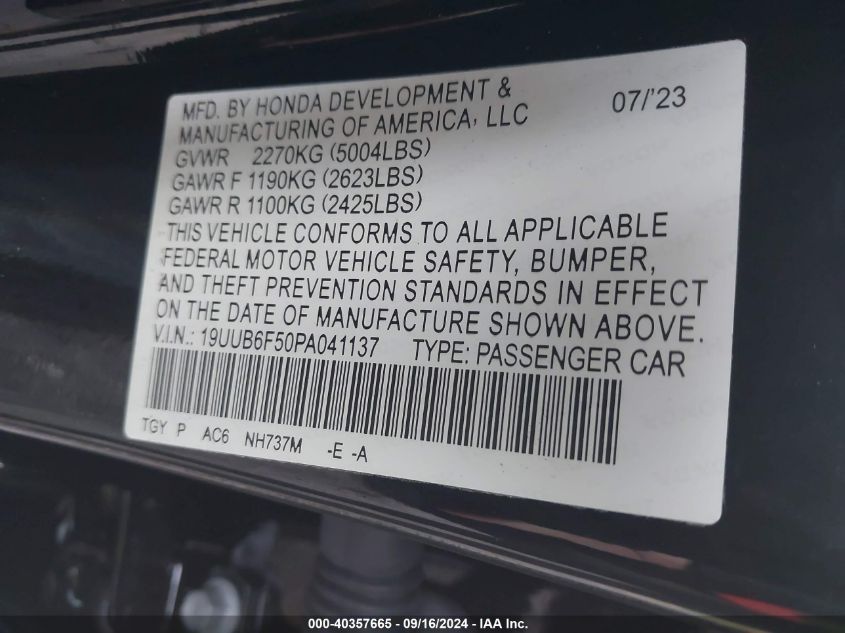 MFD. BY HONDA DEVELOPMENT & 07/'23
MANUFACTURING OF AMERICA, LLC
GVWR 2270KG (5004LBS)
GAWR F 1190KG (2623LBS)
GAWR R 1100KG (2425LBS)
THIS VEHICLE CONFORMS TO ALL APPLICABLE
FEDERAL MOTOR VEHICLE SAFETY, BUMPER,
AND THEFT PREVENTION STANDARDS IN EFFECT
ON THE DATE OF MANUFACTURE SHOWN ABOVE.
V.I.N.: 19UUB6F50PA041137 TYPE: PASSENGER CAR
TGY P AC6 NH737M -E -A
000-40357665 - 09/16/2024 - IAA Inc.